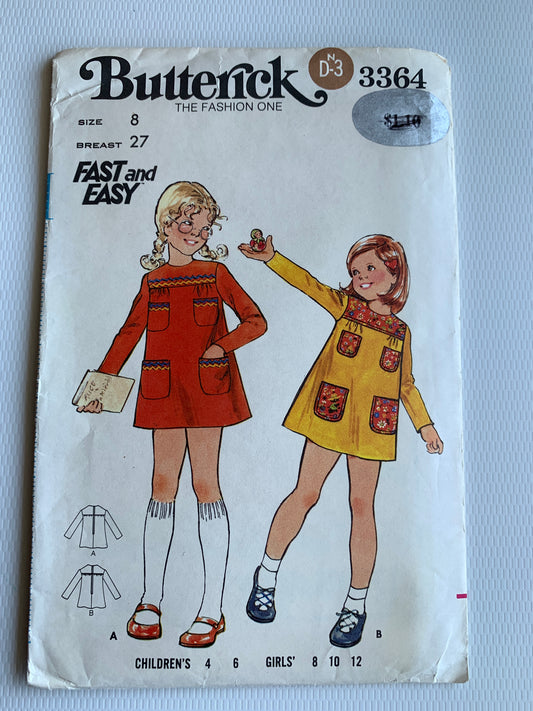 Butterick
THE FASHION ONE
N
D-3
3364
$1.10
SIZE 8
BREAST 27
FAST and
EASY™
A
B
A
B
CHILDREN'S 4 6 GIRLS' 8 10 12